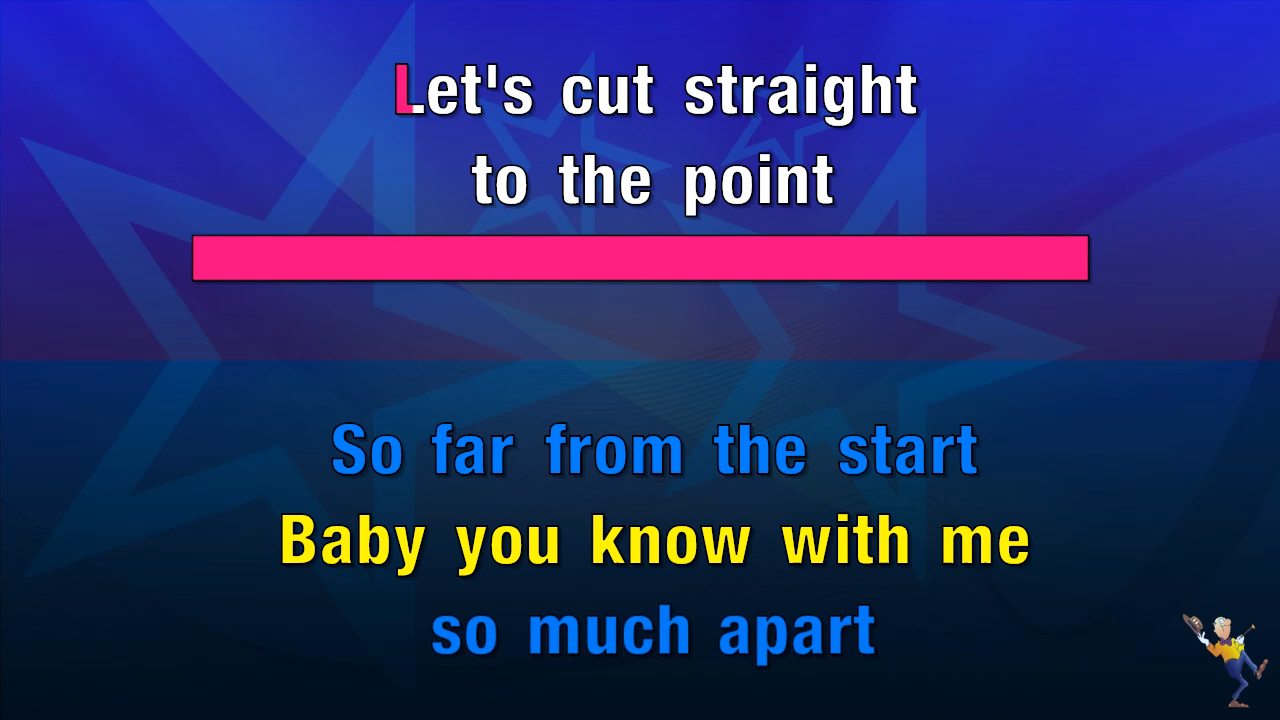 Let's cut straight
to the point
So far from the start
Baby you know with me
so much apart